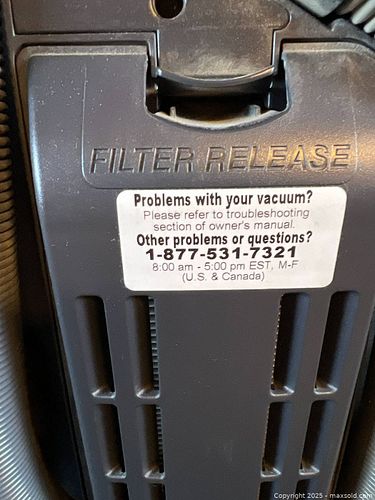 FILTER RELEASE
Problems with your vacuum?
Please refer to troubleshooting
section of owner's manual.
Other problems or questions?
1-877-531-7321
8:00 am - 5:00 pm EST, M-F
(U.S. & Canada)
Copyright 2025 - maxsold.com